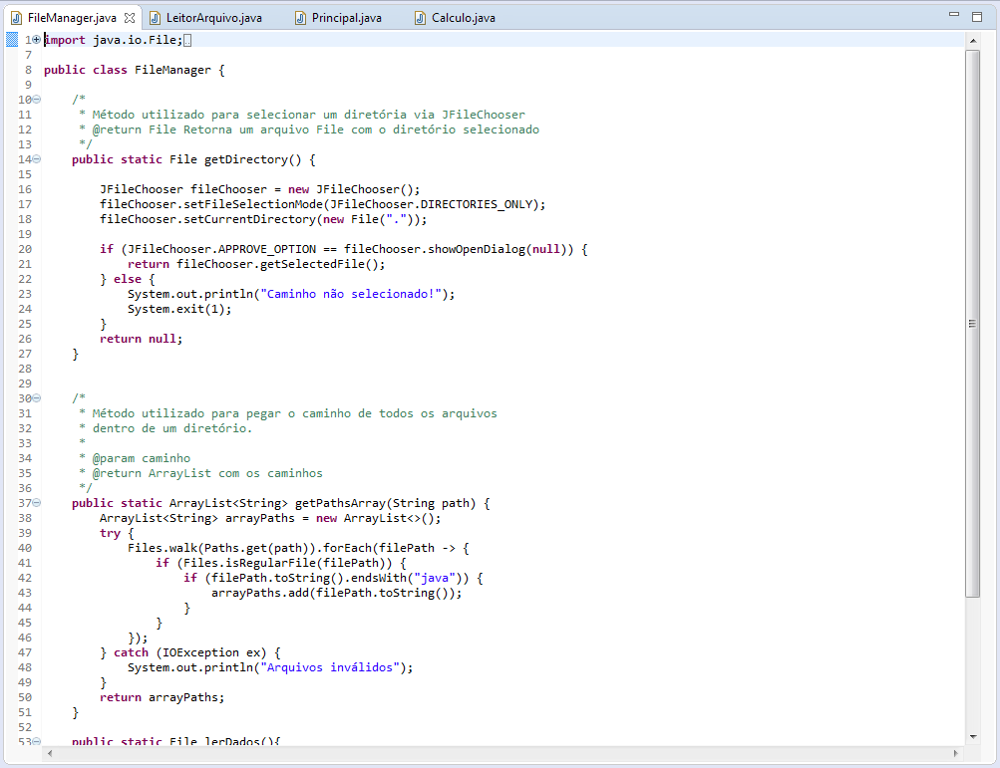 FileManager.java LeitorArquivo.java Principal.java Calculo.java
1 import java.io.File;
7
8 public class FileManager {
9
10     /*
11      * Método utilizado para selecionar um diretória via JFileChooser
12      * @return File Retorna um arquivo File com o diretório selecionado
13      */
14     public static File getDirectory() {
15
16         JFileChooser fileChooser = new JFileChooser();
17         fileChooser.setFileSelectionMode(JFileChooser.DIRECTORIES_ONLY);
18         fileChooser.setCurrentDirectory(new File("."));
19
20         if (JFileChooser.APPROVE_OPTION == fileChooser.showOpenDialog(null)) {
21             return fileChooser.getSelectedFile();
22         } else {
23             System.out.println("Caminho não selecionado!");
24             System.exit(1);
25         }
26         return null;
27     }
28
29
30     /*
31      * Método utilizado para pegar o caminho de todos os arquivos
32      * dentro de um diretório.
33      *
34      * @param caminho
35      * @return ArrayList com os caminhos
36      */
37     public static ArrayList<String> getPathsArray(String path) {
38         ArrayList<String> arrayPaths = new ArrayList<>();
39         try {
40             Files.walk(Paths.get(path)).forEach(filePath -> {
41                 if (Files.isRegularFile(filePath)) {
42                     if (filePath.toString().endsWith("java")) {
43                         arrayPaths.add(filePath.toString());
44                     }
45                 }
46             });
47         } catch (IOException ex) {
48             System.out.println("Arquivos inválidos");
49         }
50         return arrayPaths;
51     }
52
53     public static File lerDados(){